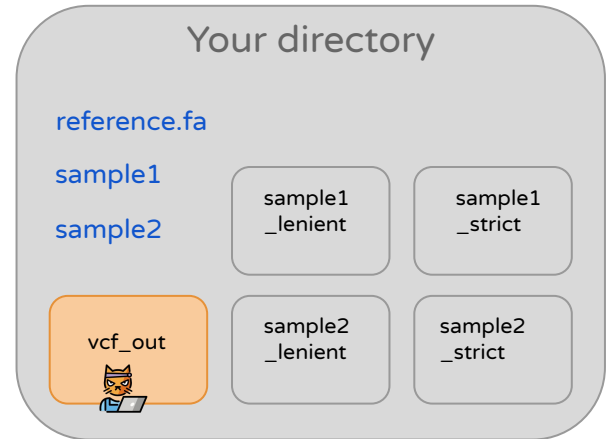 Your directory
reference.fa
sample1
sample2
sample1
_lenient
sample1
_strict
vcf_out
sample2
_lenient
sample2
_strict